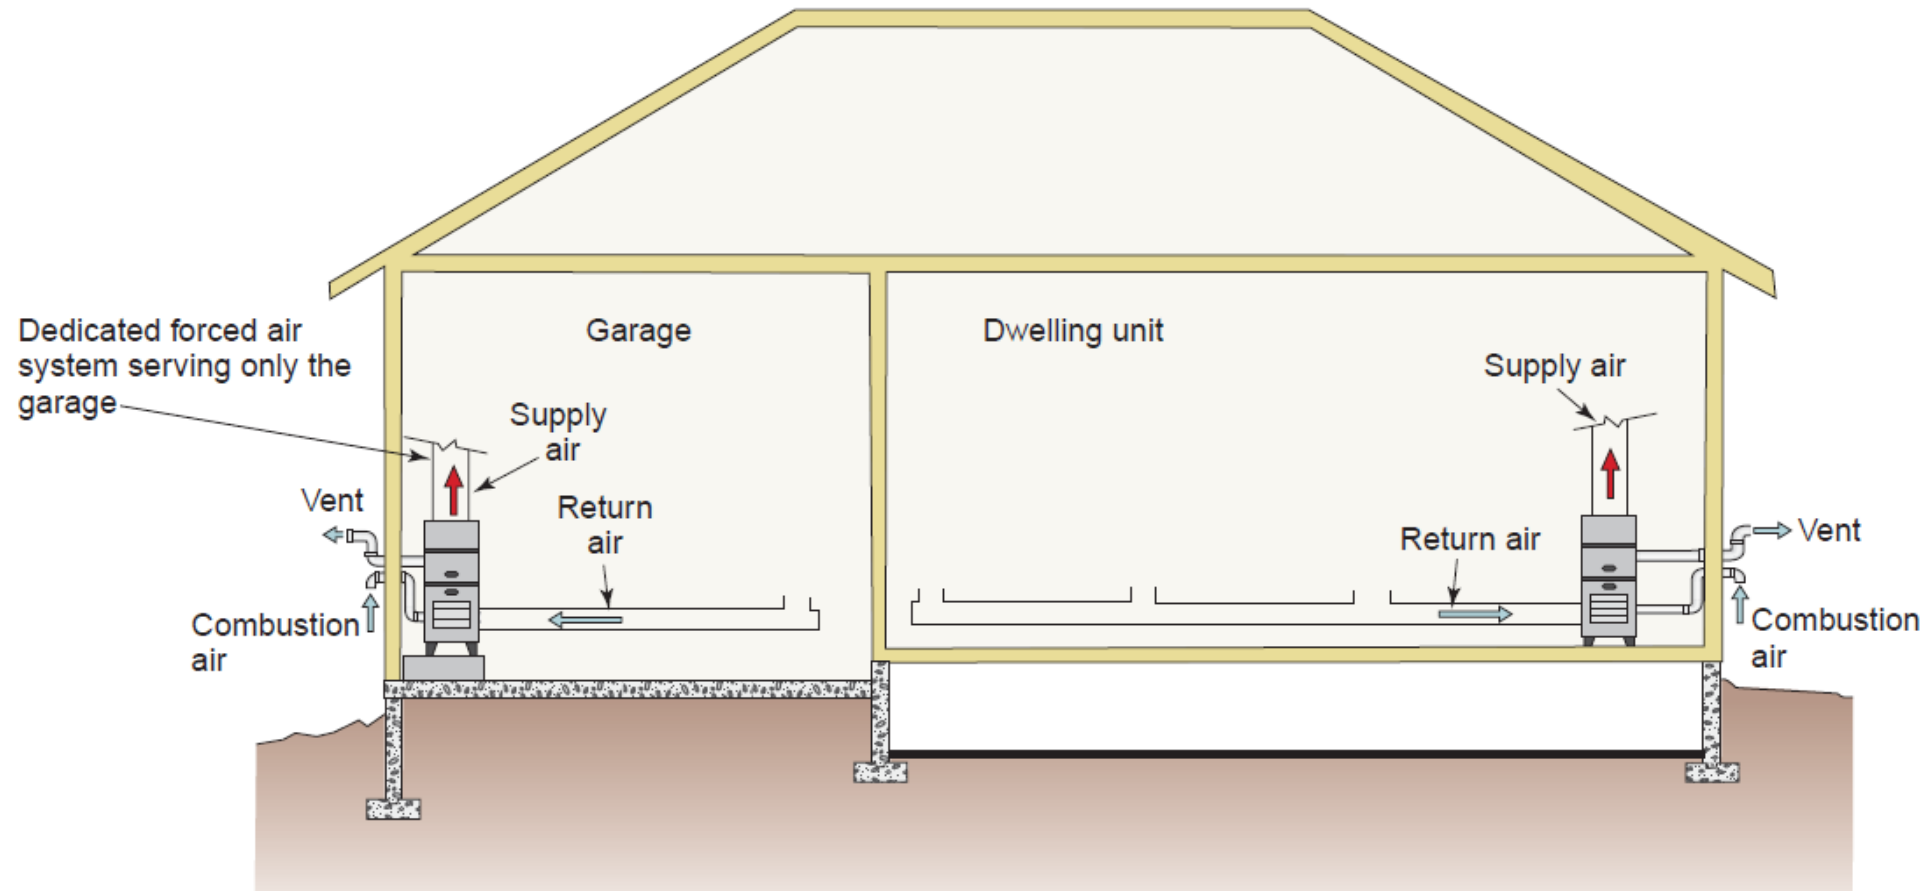 Garage
Dwelling unit
Dedicated forced air
system serving only the
garage
Supply air
Supply
air
Vent
Return
air
Return air
Vent
Combustion
air
Combustion
air